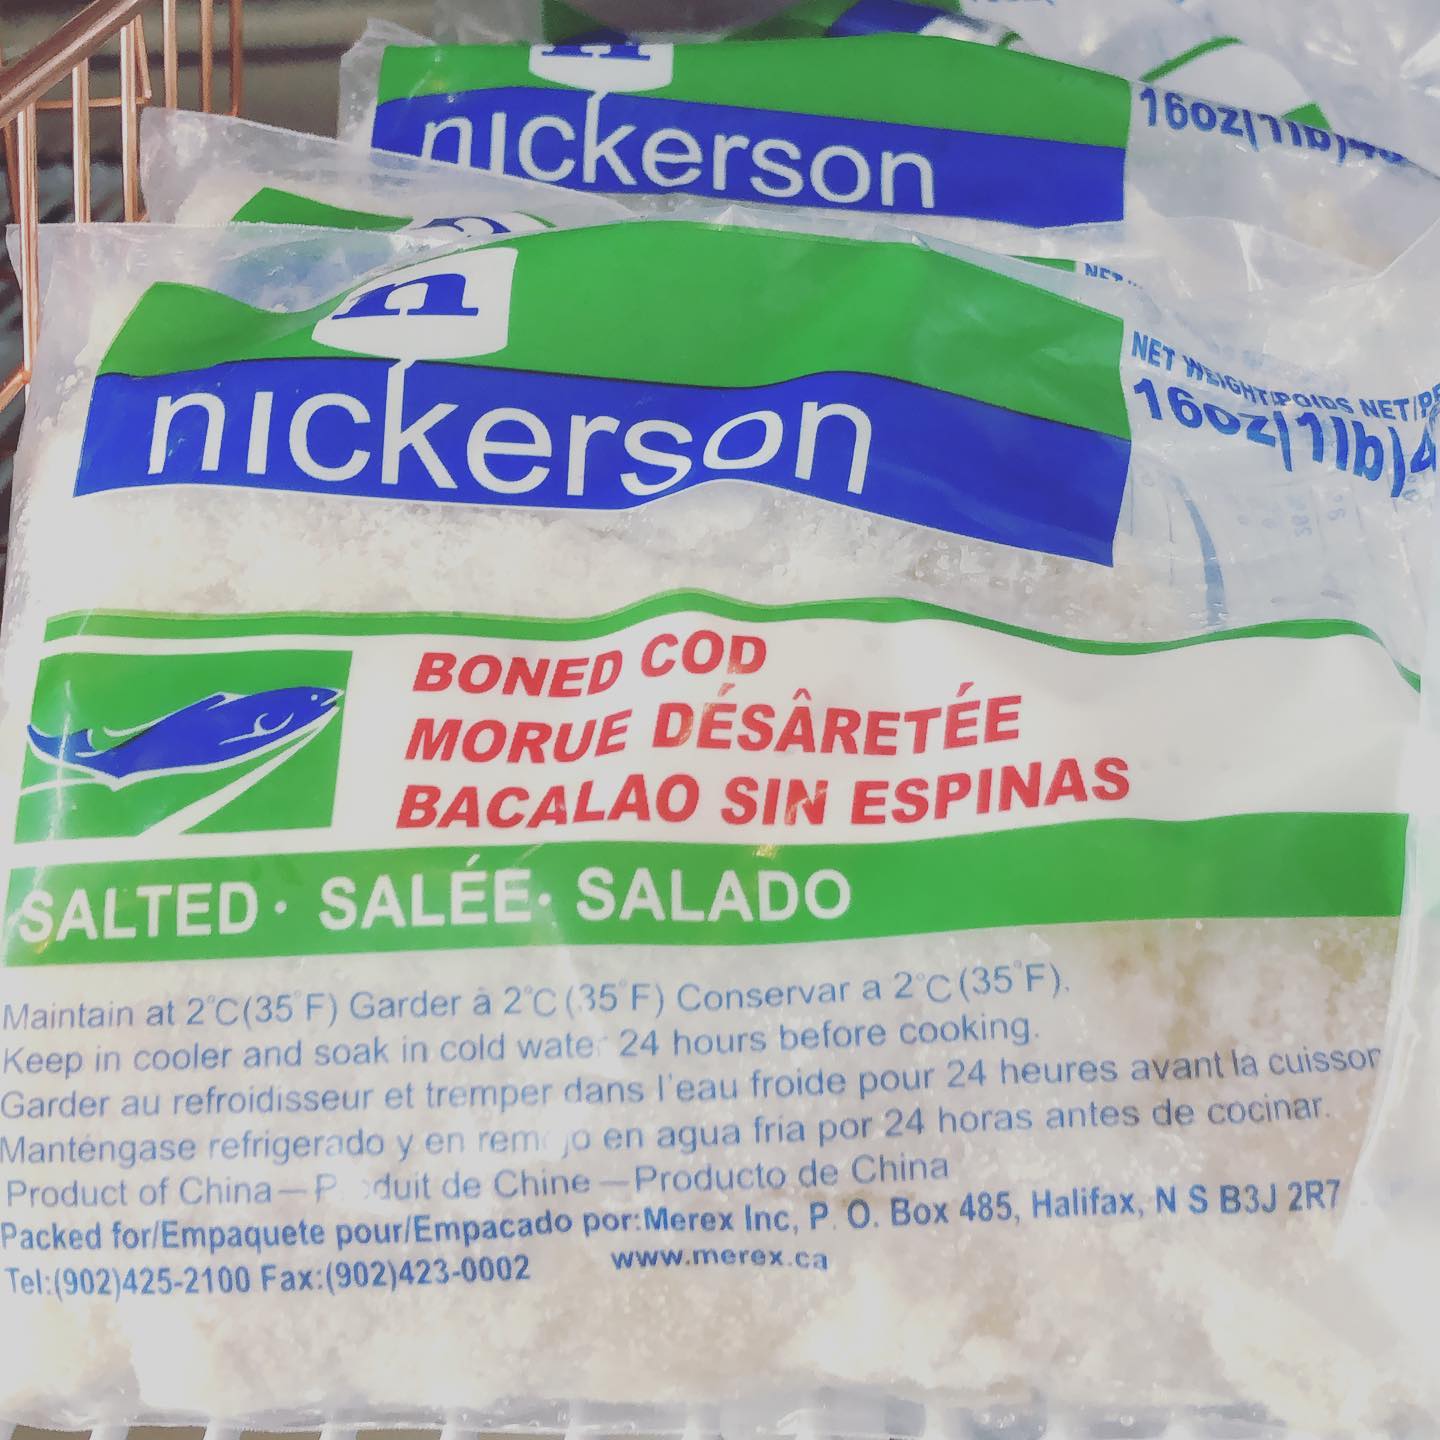 n
nickerson
16oz(1lb)
n
nickerson
NET WEIGHT/POIDS NET/
16oz(1lb)
BONED COD
MORUE DÉSÂRETÉE
BACALAO SIN ESPINAS
SALTED · SALÉE · SALADO
Maintain at 2°C(35°F) Garder à 2°C (35°F) Conservar a 2°C (35°F).
Keep in cooler and soak in cold wate 24 hours before cooking.
Garder au refroidisseur et tremper dans l'eau froide pour 24 heures avant la cuisson
Manténgase refrigerado y en rem jo en agua fria por 24 horas antes de cocinar.
Product of China — P duit de Chine — Producto de China
Packed for/Empaquete pour/Empacado por:Merex Inc, P. O. Box 485, Halifax, N S B3J 2R7
Tel:(902)425-2100 Fax:(902)423-0002 www.merex.ca